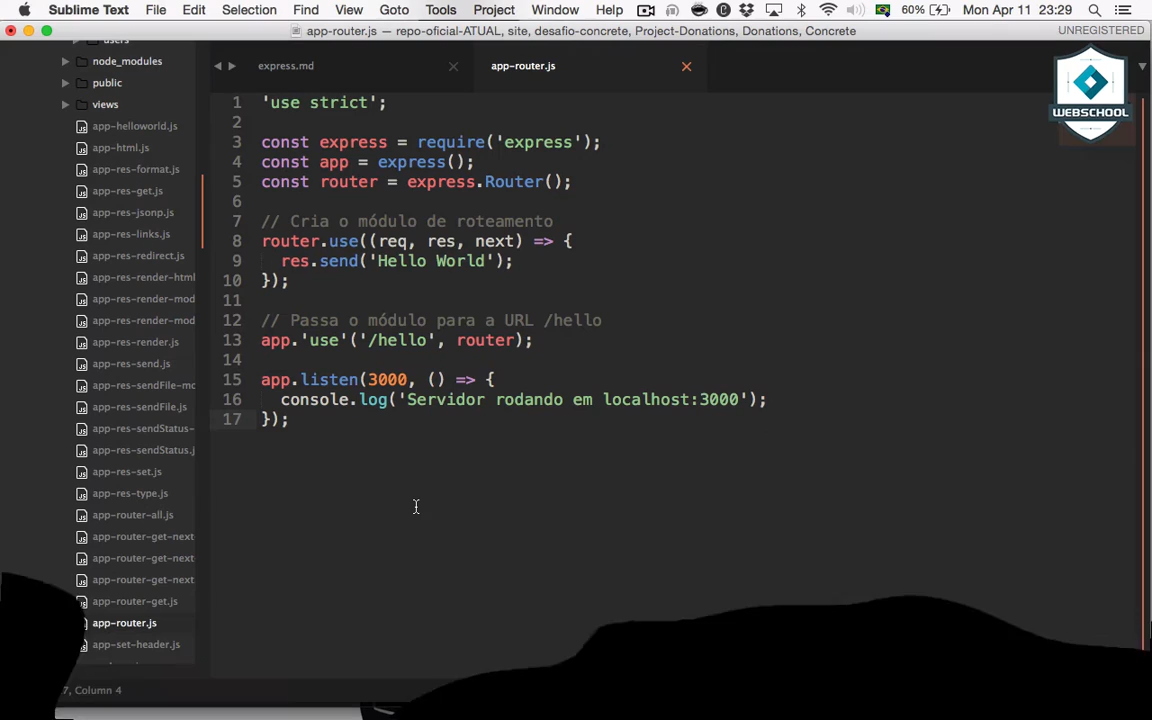 Sublime Text File Edit Selection Find View Goto Tools Project Window Help 60% Mon Apr 11 23:29
app-router.js — repo-oficial-ATUAL, site, desafio-concrete, Project-Donations, Donations, Concrete UNREGISTERED
users
node_modules
public
views
app-helloworld.js
app-html.js
app-res-format.js
app-res-get.js
app-res-jsonp.js
app-res-links.js
app-res-redirect.js
app-res-render-html
app-res-render-mod
app-res-render-mod
app-res-render.js
app-res-send.js
app-res-sendFile-mo
app-res-sendFile.js
app-res-sendStatus-
app-res-sendStatus.j
app-res-set.js
app-res-type.js
app-router-all.js
app-router-get-next
app-router-get-next
app-router-get-next
app-router-get.js
app-router.js
app-set-header.js
express.md app-router.js
WEBSCHOOL
1 'use strict';
2
3 const express = require('express');
4 const app = express();
5 const router = express.Router();
6
7 // Cria o módulo de roteamento
8 router.use((req, res, next) => {
9 res.send('Hello World');
10 });
11
12 // Passa o módulo para a URL /hello
13 app.'use'('/hello', router);
14
15 app.listen(3000, () => {
16 console.log('Servidor rodando em localhost:3000');
17 });
7, Column 4